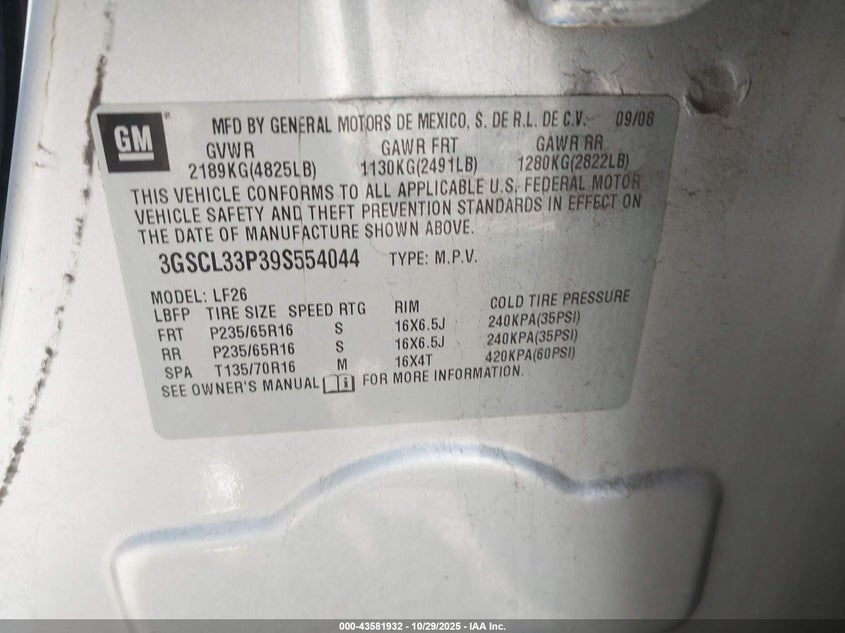 GM
MFD BY GENERAL MOTORS DE MEXICO, S. DE R.L. DE C.V. 09/08
GVWR GAWR FRT GAWR RR
2189KG(4825LB) 1130KG(2491LB) 1280KG(2822LB)
THIS VEHICLE CONFORMS TO ALL APPLICABLE U.S. FEDERAL MOTOR
VEHICLE SAFETY AND THEFT PREVENTION STANDARDS IN EFFECT ON
THE DATE OF MANUFACTURE SHOWN ABOVE.
3GSCL33P39S554044 TYPE: M.P.V.
MODEL: LF26
LBFP TIRE SIZE SPEED RTG RIM COLD TIRE PRESSURE
FRT P235/65R16 S 16X6.5J 240KPA(35PSI)
RR P235/65R16 S 16X6.5J 240KPA(35PSI)
SPA T135/70R16 M 16X4T 420KPA(60PSI)
SEE OWNER'S MANUAL FOR MORE INFORMATION.
000-43581932 - 10/29/2025 - IAA Inc.